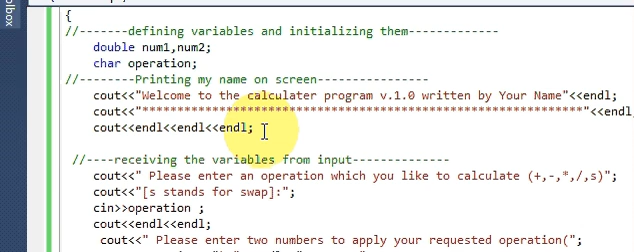 {
//-------defining variables and initializing them-------------
double num1,num2;
char operation;
//--------Printing my name on screen----------------
cout<<"Welcome to the calculater program v.1.0 written by Your Name"<<endl;
cout<<"***************************************************************"<<endl;
cout<<endl<<endl<<endl;
//----receiving the variables from input--------------
cout<<" Please enter an operation which you like to calculate (+,-,*,/,s)";
cout<<"[s stands for swap]:";
cin>>operation ;
cout<<endl<<endl;
cout<<" Please enter two numbers to apply your requested operation(";